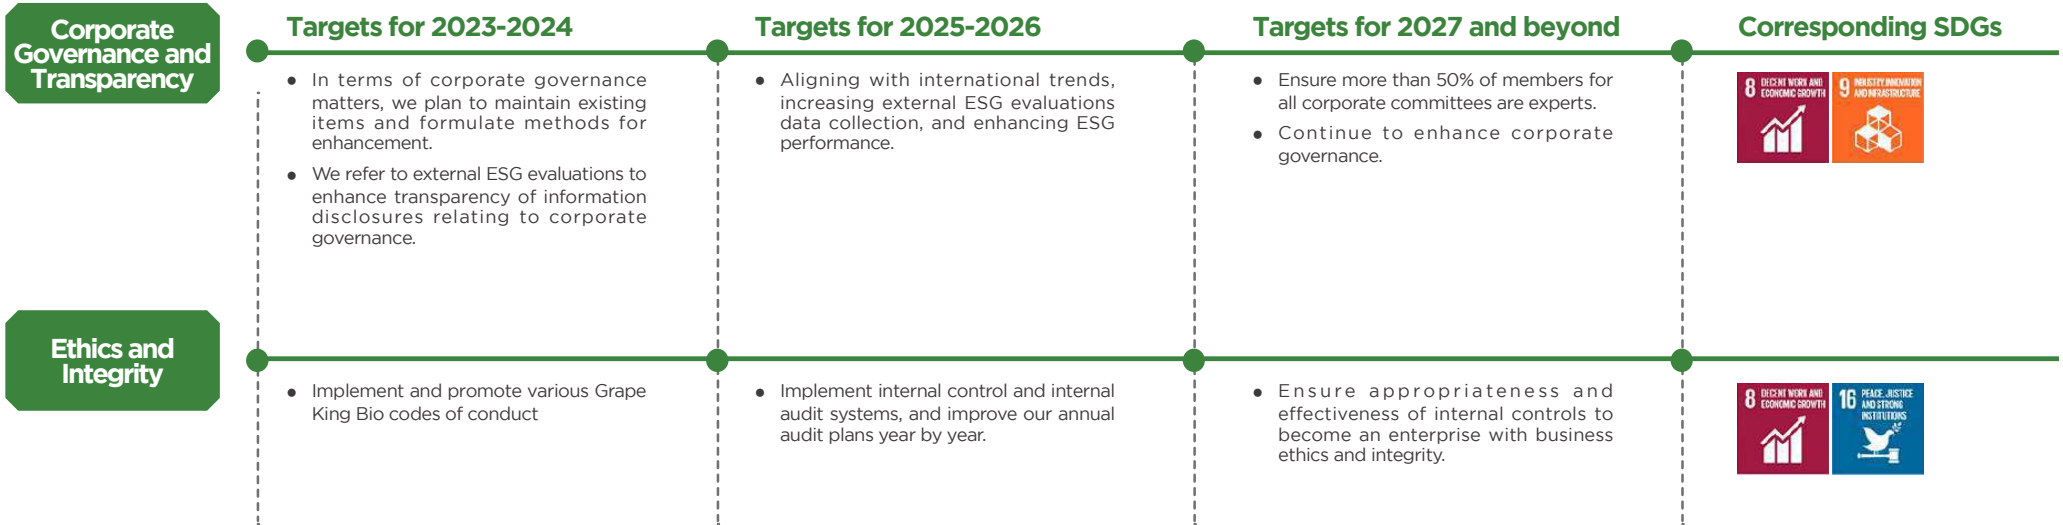 Corporate
Governance and
Transparency
Targets for 2023-2024
Targets for 2025-2026
Targets for 2027 and beyond
Corresponding SDGs
● In terms of corporate governance
matters, we plan to maintain existing
items and formulate methods for
enhancement.
● We refer to external ESG evaluations to
enhance transparency of information
disclosures relating to corporate
governance.
● Aligning with international trends,
increasing external ESG evaluations
data collection, and enhancing ESG
performance.
● Ensure more than 50% of members for
all corporate committees are experts.
● Continue to enhance corporate
governance.
8 DECENT WORK AND
ECONOMIC GROWTH
9 INDUSTRY, INNOVATION
AND INFRASTRUCTURE
Ethics and
Integrity
● Implement and promote various Grape
King Bio codes of conduct
● Implement internal control and internal
audit systems, and improve our annual
audit plans year by year.
● Ensure appropriateness and
effectiveness of internal controls to
become an enterprise with business
ethics and integrity.
8 DECENT WORK AND
ECONOMIC GROWTH
16 PEACE, JUSTICE
AND STRONG
INSTITUTIONS